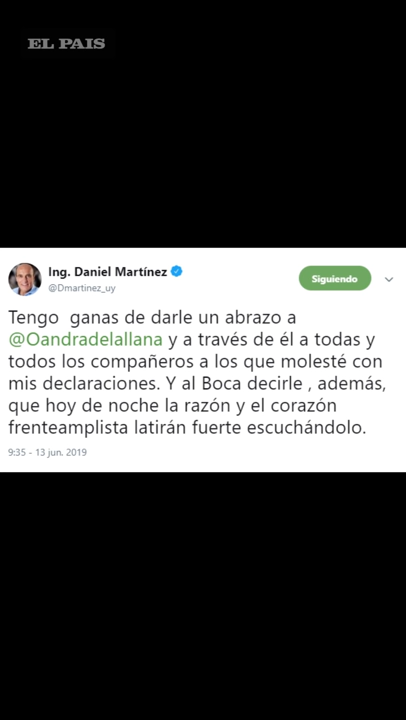 EL PAIS
Ing. Daniel Martínez
@Dmartinez_uy
Siguiendo
Tengo ganas de darle un abrazo a
@Oandradelallana y a través de él a todas y
todos los compañeros a los que molesté con
mis declaraciones. Y al Boca decirle , además,
que hoy de noche la razón y el corazón
frenteamplista latirán fuerte escuchándolo.
9:35 - 13 jun. 2019